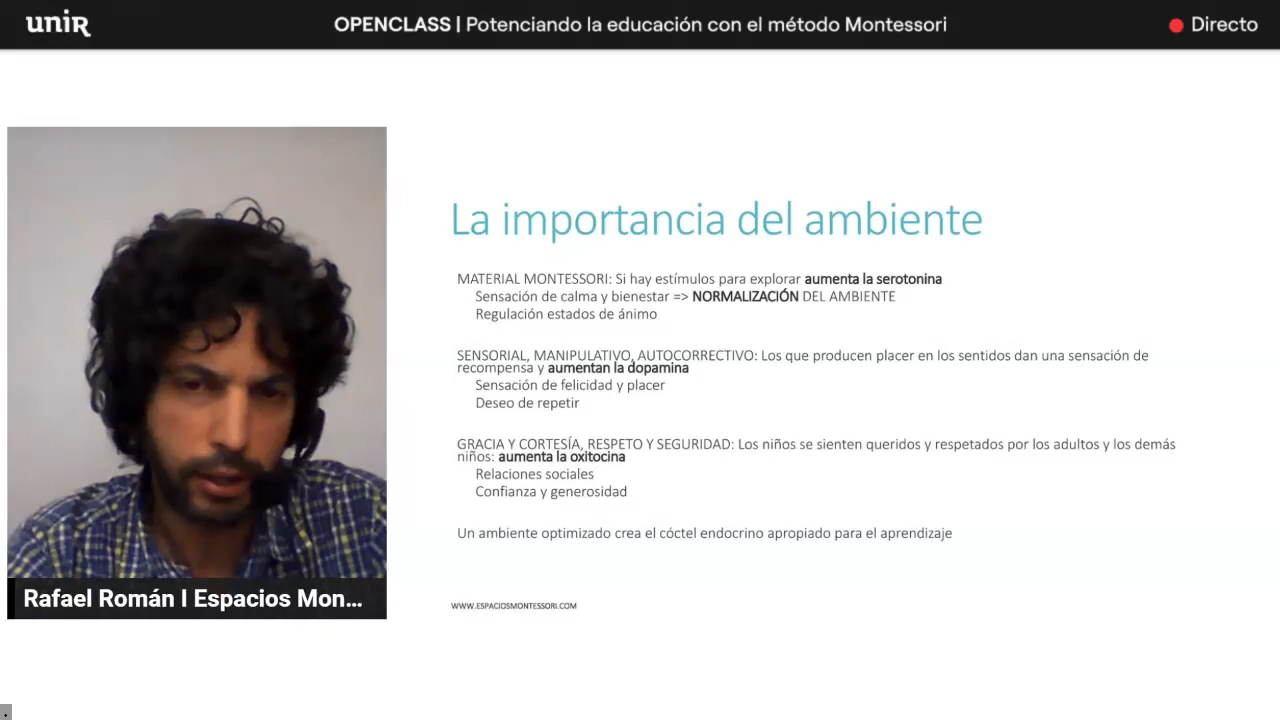 unir
OPENCLASS | Potenciando la educación con el método Montessori
Directo
La importancia del ambiente
MATERIAL MONTESSORI: Si hay estímulos para explorar aumenta la serotonina
Sensación de calma y bienestar => NORMALIZACIÓN DEL AMBIENTE
Regulación estados de ánimo
SENSORIAL, MANIPULATIVO, AUTOCORRECTIVO: Los que producen placer en los sentidos dan una sensación de
recompensa y aumentan la dopamina
Sensación de felicidad y placer
Deseo de repetir
GRACIA Y CORTESÍA, RESPETO Y SEGURIDAD: Los niños se sienten queridos y respetados por los adultos y los demás
niños: aumenta la oxitocina
Relaciones sociales
Confianza y generosidad
Un ambiente optimizado crea el cóctel endocrino apropiado para el aprendizaje
WWW.ESPACIOSMONTESSORI.COM
Rafael Román I Espacios Mon...
.